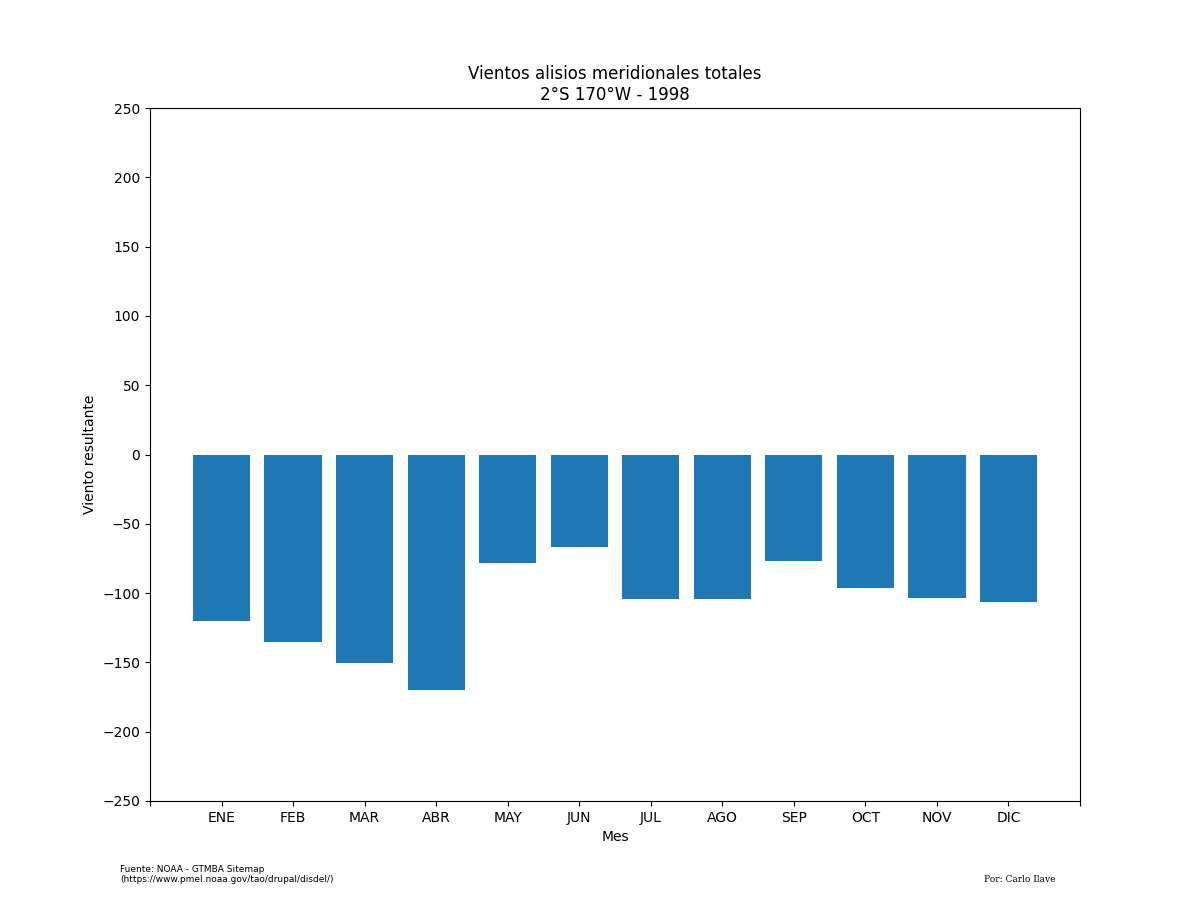 Vientos alisios meridionales totales
2°S 170°W - 1998
250
200
150
100
50
0
−50
−100
−150
−200
−250
Viento resultante
ENE FEB MAR ABR MAY JUN JUL AGO SEP OCT NOV DIC
Mes
Fuente: NOAA - GTMBA Sitemap
(https://www.pmel.noaa.gov/tao/drupal/disdel/)
Por: Carlo Ilave